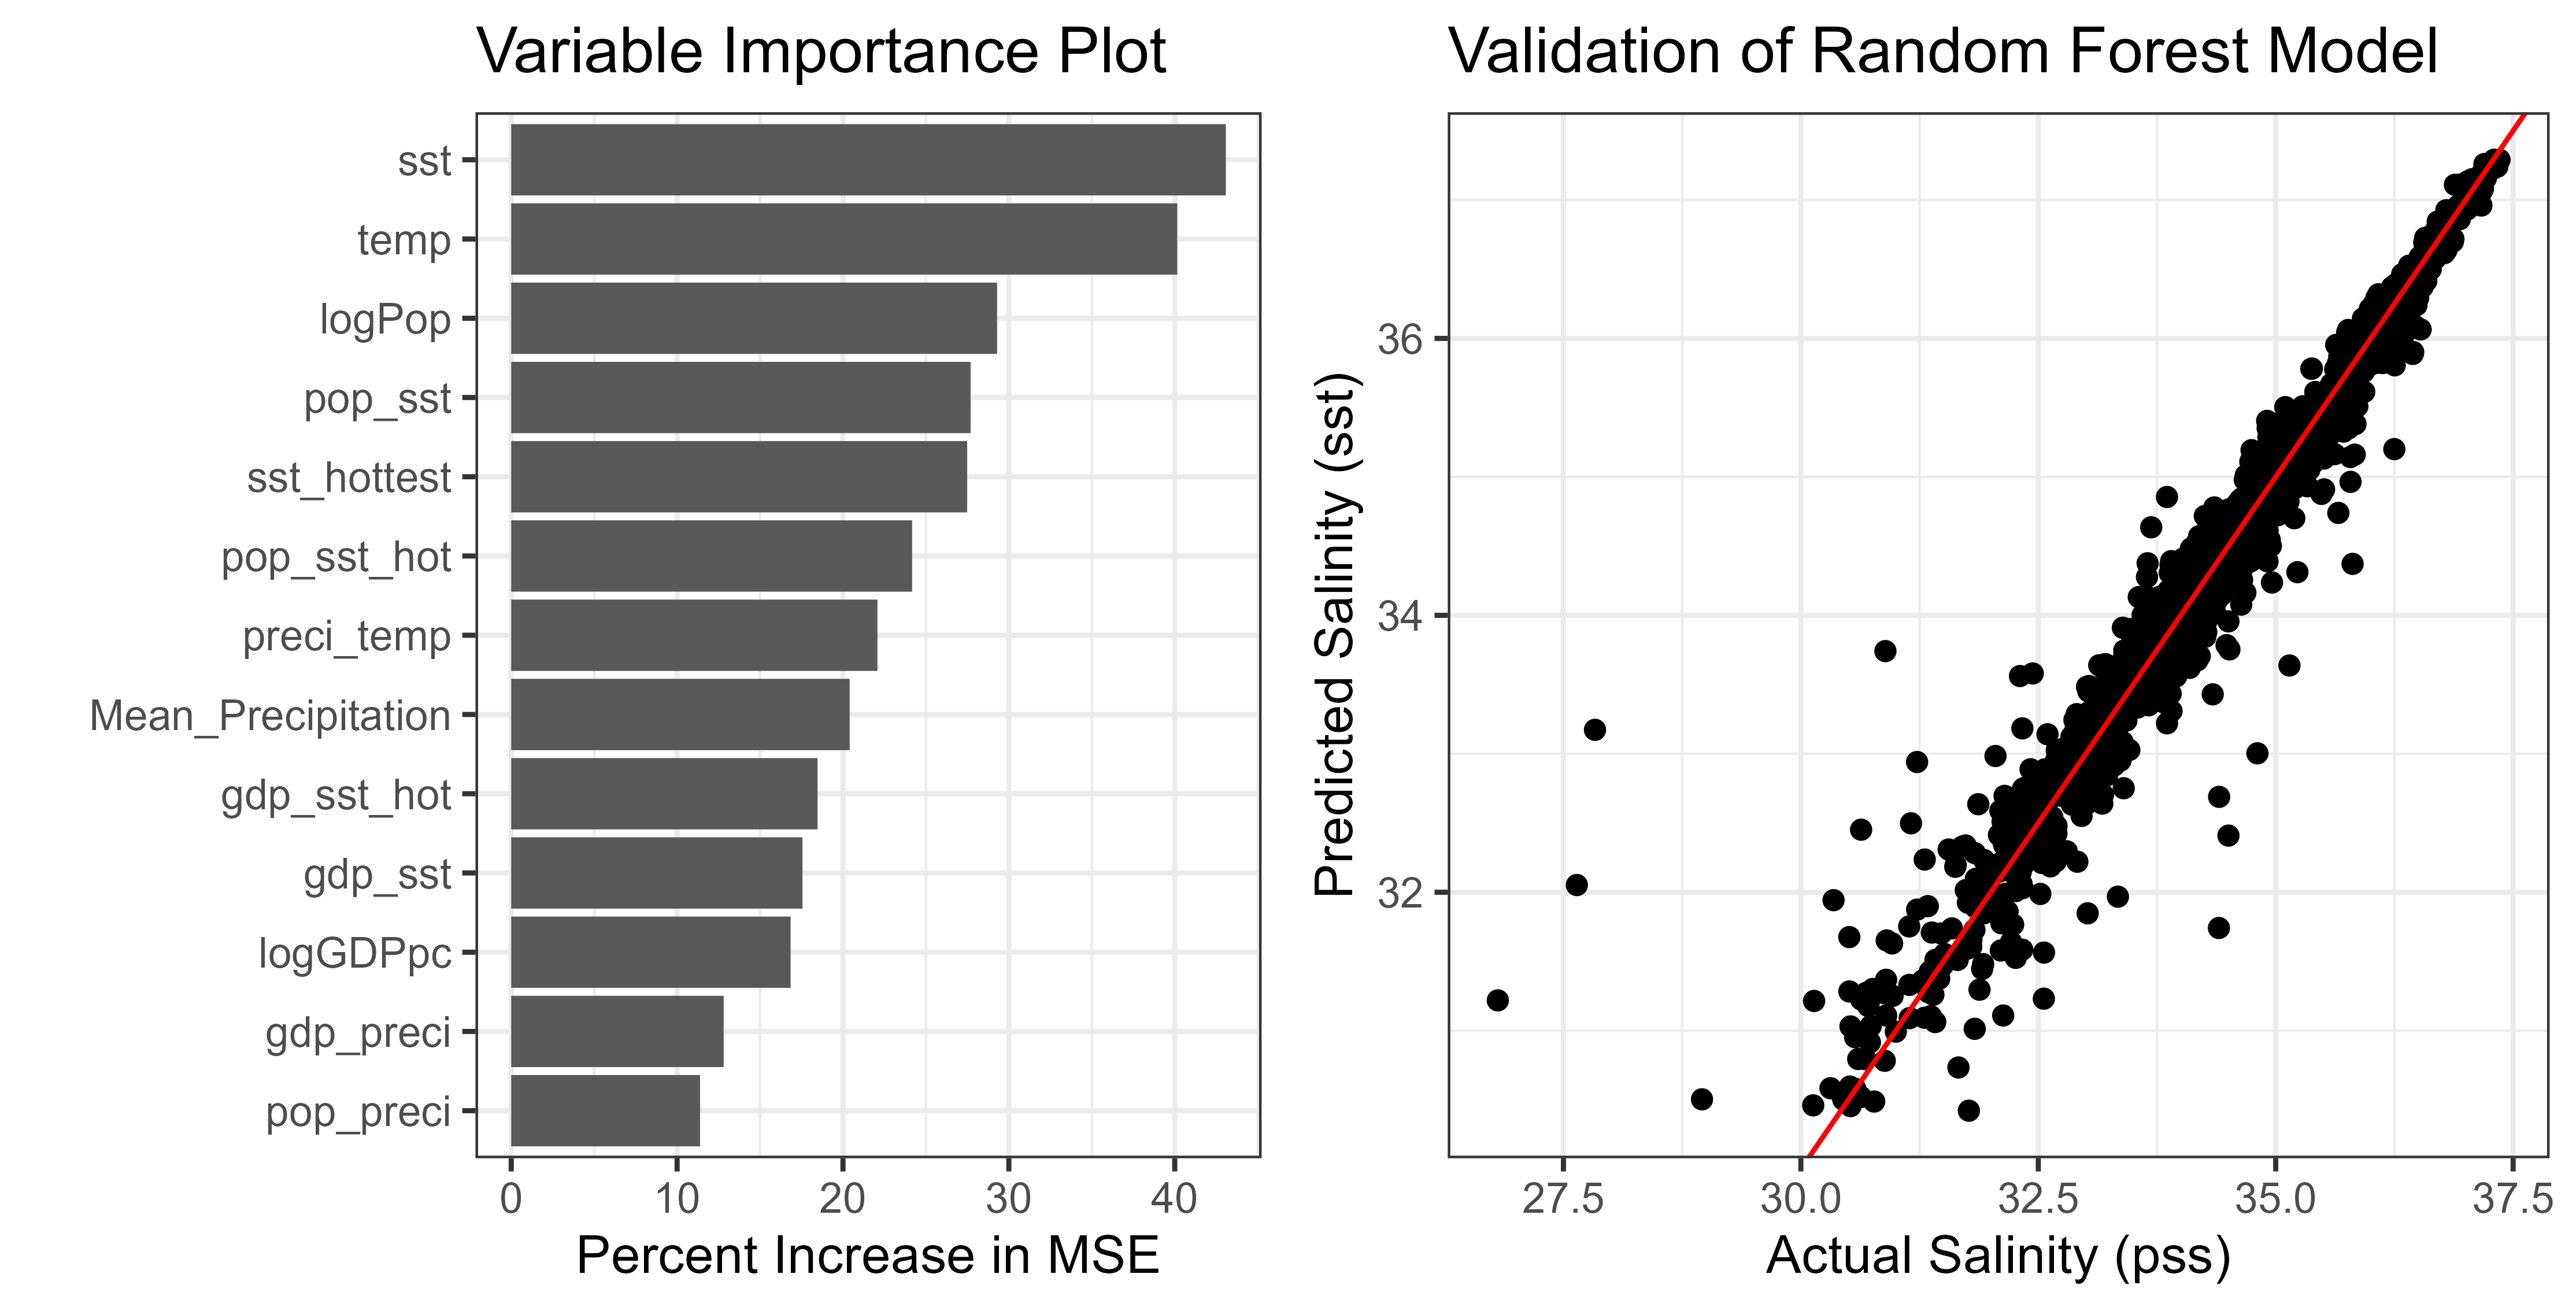 Variable Importance Plot
sst
temp
logPop
pop_sst
sst_hottest
pop_sst_hot
preci_temp
Mean_Precipitation
gdp_sst_hot
gdp_sst
logGDPpc
gdp_preci
pop_preci
0 10 20 30 40
Percent Increase in MSE
Validation of Random Forest Model
Predicted Salinity (sst)
36
34
32
27.5 30.0 32.5 35.0 37.5
Actual Salinity (pss)